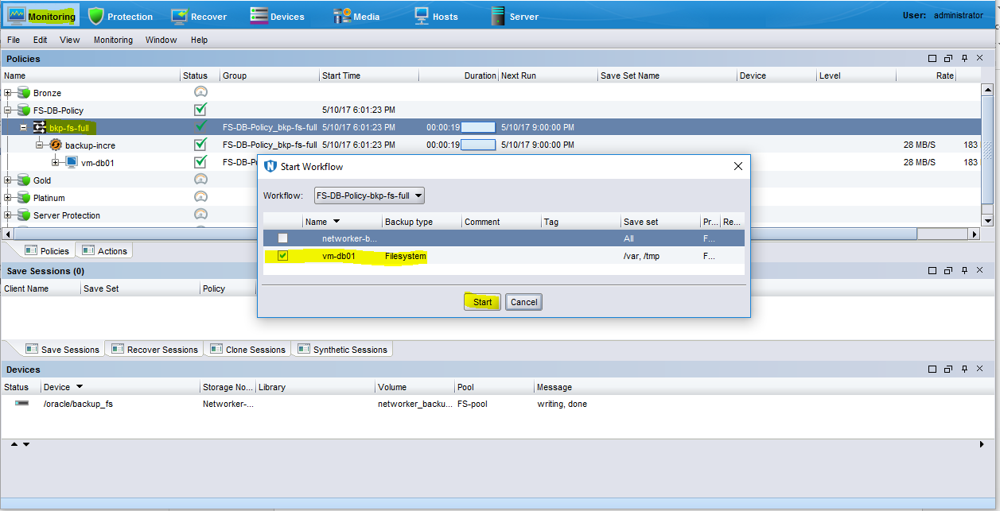 Monitoring Protection Recover Devices Media Hosts Server User: administrator
File Edit View Monitoring Window Help
Policies
Name Status Group Start Time Duration Next Run Save Set Name Device Level Rate
Bronze
FS-DB-Policy 5/10/17 6:01:23 PM
bkp-fs-full FS-DB-Policy_bkp-fs-full 5/10/17 6:01:23 PM 00:00:19 5/10/17 9:00:00 PM
backup-incre FS-DB-Policy_bkp-fs-full 5/10/17 6:01:23 PM 00:00:19 5/10/17 9:00:00 PM 28 MB/S 183
vm-db01 FS-DB-P 28 MB/S 183
Gold
Platinum
Server Protection
Policies Actions
Start Workflow
Workflow: FS-DB-Policy-bkp-fs-full
Name Backup type Comment Tag Save set Pr... Re...
networker-b... All F...
vm-db01 Filesystem /var, /tmp F...
Start Cancel
Save Sessions (0)
Client Name Save Set Policy
Save Sessions Recover Sessions Clone Sessions Synthetic Sessions
Devices
Status Device Storage No... Library Volume Pool Message
/oracle/backup_fs Networker-... networker_backu... FS-pool writing, done